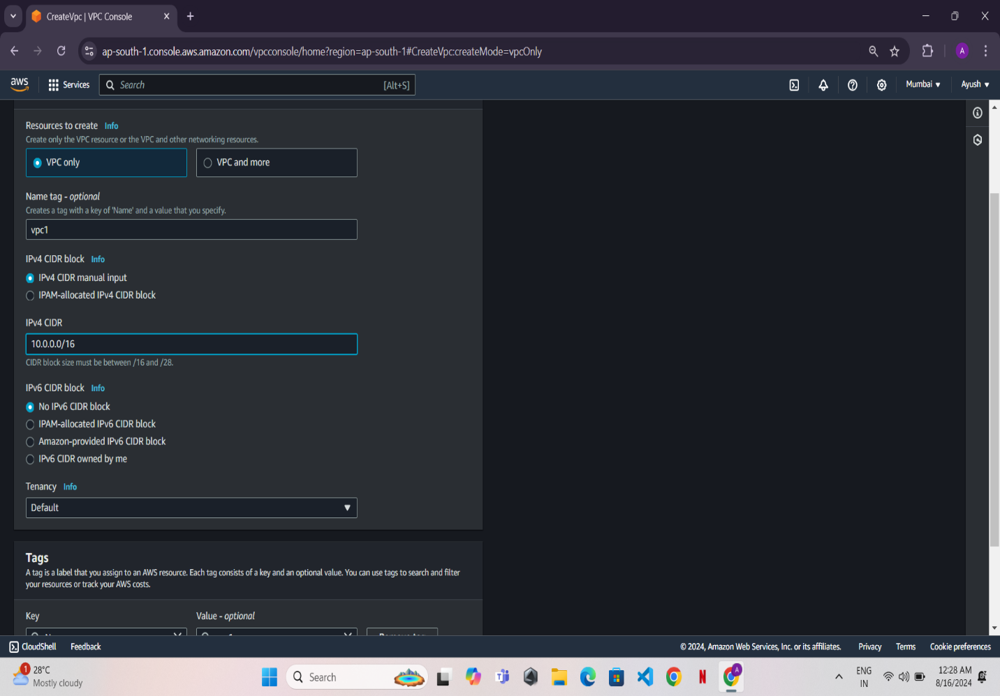 CreateVpc | VPC Console
ap-south-1.console.aws.amazon.com/vpcconsole/home?region=ap-south-1#CreateVpc:createMode=vpcOnly
A
aws
Services
Search
[Alt+S]
Mumbai
Ayush
Resources to create Info
Create only the VPC resource or the VPC and other networking resources.
VPC only
VPC and more
Name tag - optional
Creates a tag with a key of 'Name' and a value that you specify.
vpc1
IPv4 CIDR block Info
IPv4 CIDR manual input
IPAM-allocated IPv4 CIDR block
IPv4 CIDR
10.0.0.0/16
CIDR block size must be between /16 and /28.
IPv6 CIDR block Info
No IPv6 CIDR block
IPAM-allocated IPv6 CIDR block
Amazon-provided IPv6 CIDR block
IPv6 CIDR owned by me
Tenancy Info
Default
Tags
A tag is a label that you assign to an AWS resource. Each tag consists of a key and an optional value. You can use tags to search and filter
your resources or track your AWS costs.
Key
Value - optional
CloudShell
Feedback
© 2024, Amazon Web Services, Inc. or its affiliates.
Privacy
Terms
Cookie preferences
1
28°C
Mostly cloudy
Search
N
A
ENG
IN
12:28 AM
8/16/2024